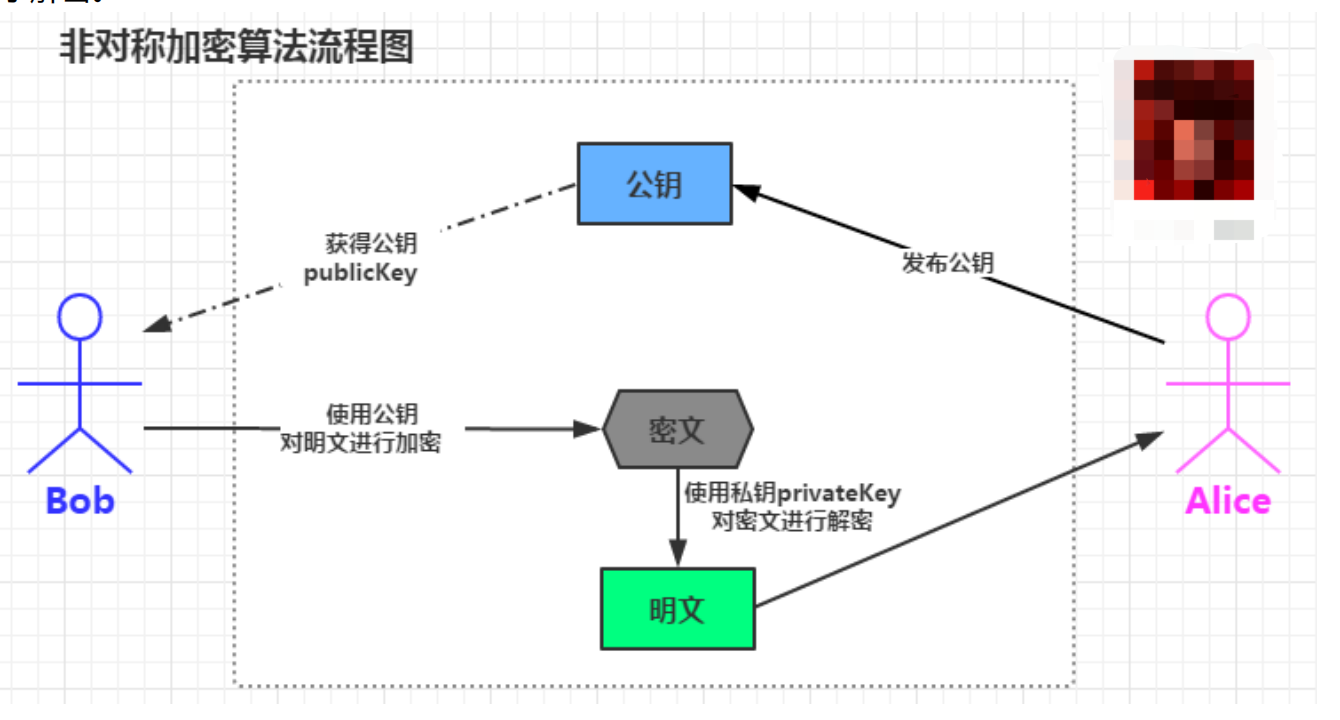 非对称加密算法流程图
公钥
获得公钥
publicKey
发布公钥
使用公钥
对明文进行加密
密文
使用私钥privateKey
对密文进行解密
Bob
Alice
明文